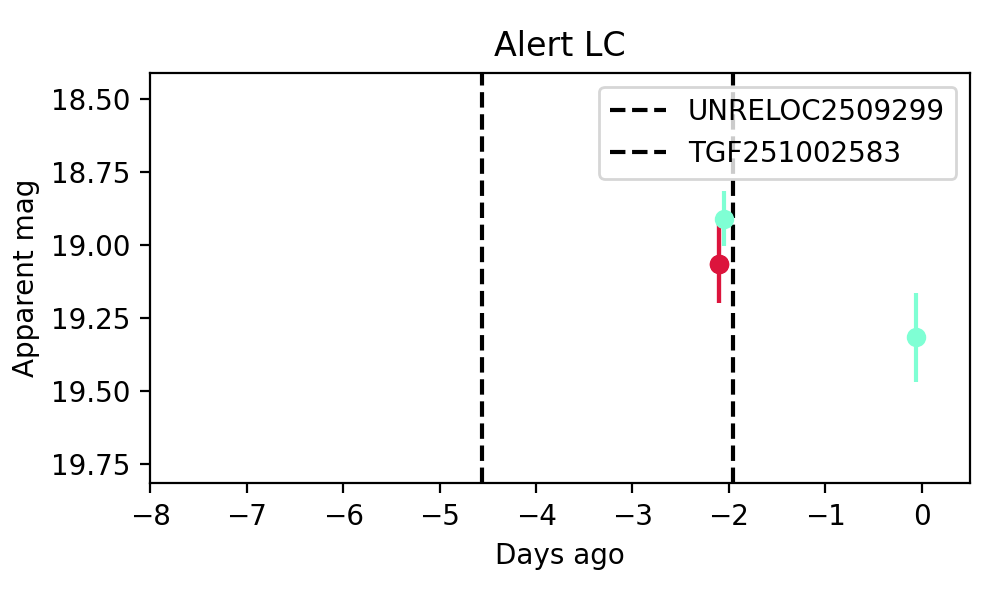 Alert LC
UNRELOC2509299
TGF251002583
Apparent mag
18.50
18.75
19.00
19.25
19.50
19.75
−8 −7 −6 −5 −4 −3 −2 −1 0
Days ago